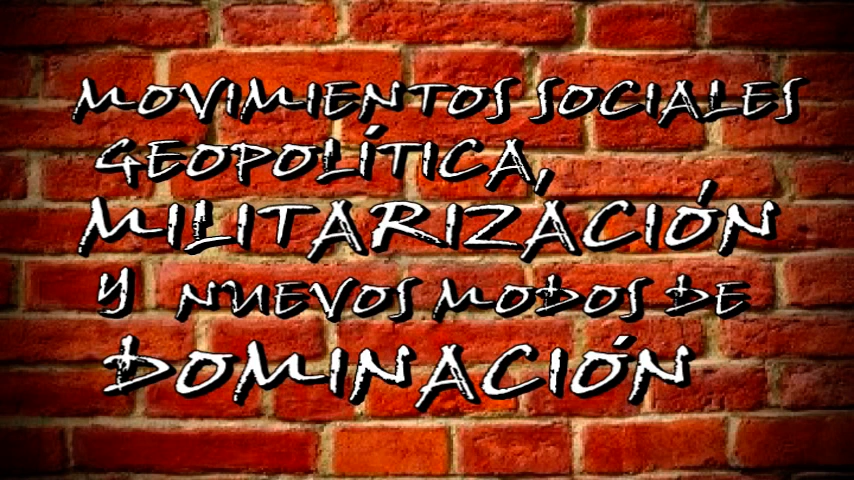 MOVIMIENTOS SOCIALES
GEOPOLÍTICA,
MILITARIZACIÓN
Y NUEVOS MODOS DE
DOMINACIÓN